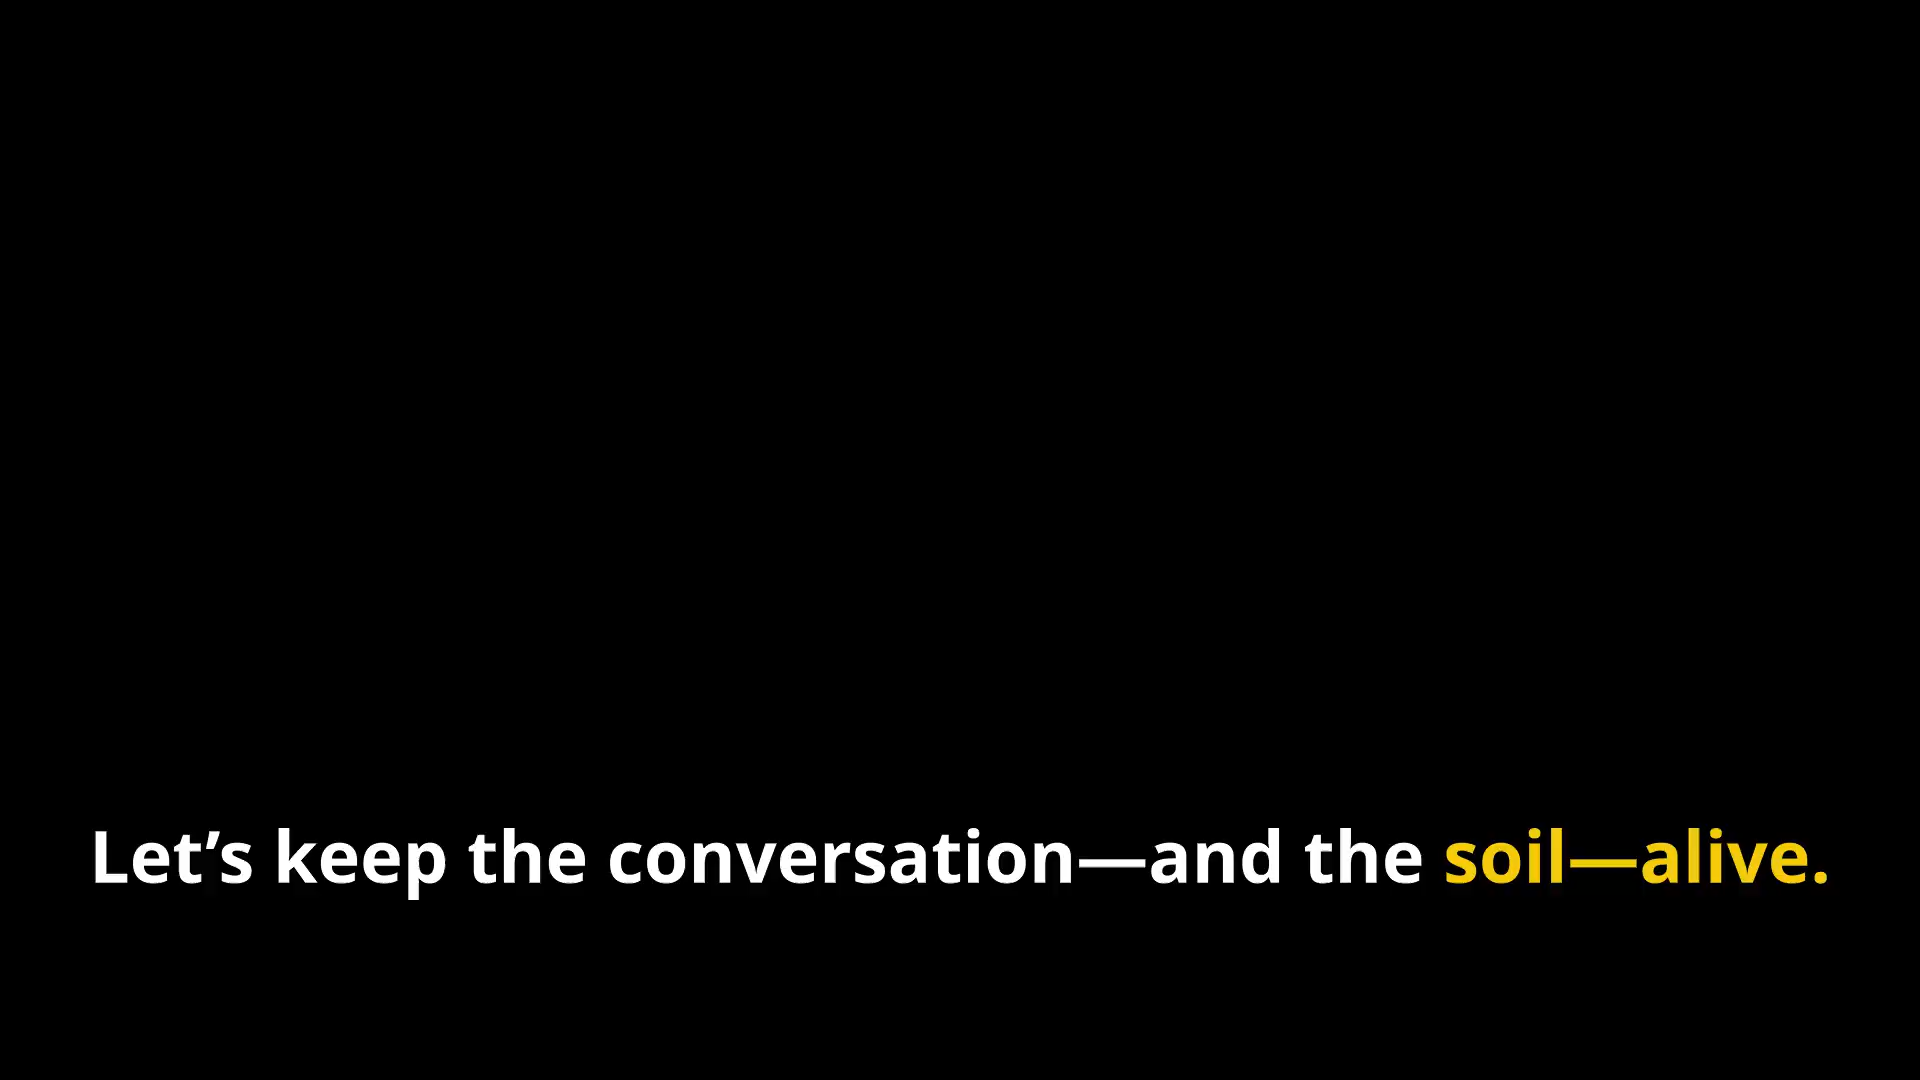 Let’s keep the conversation—and the soil—alive.